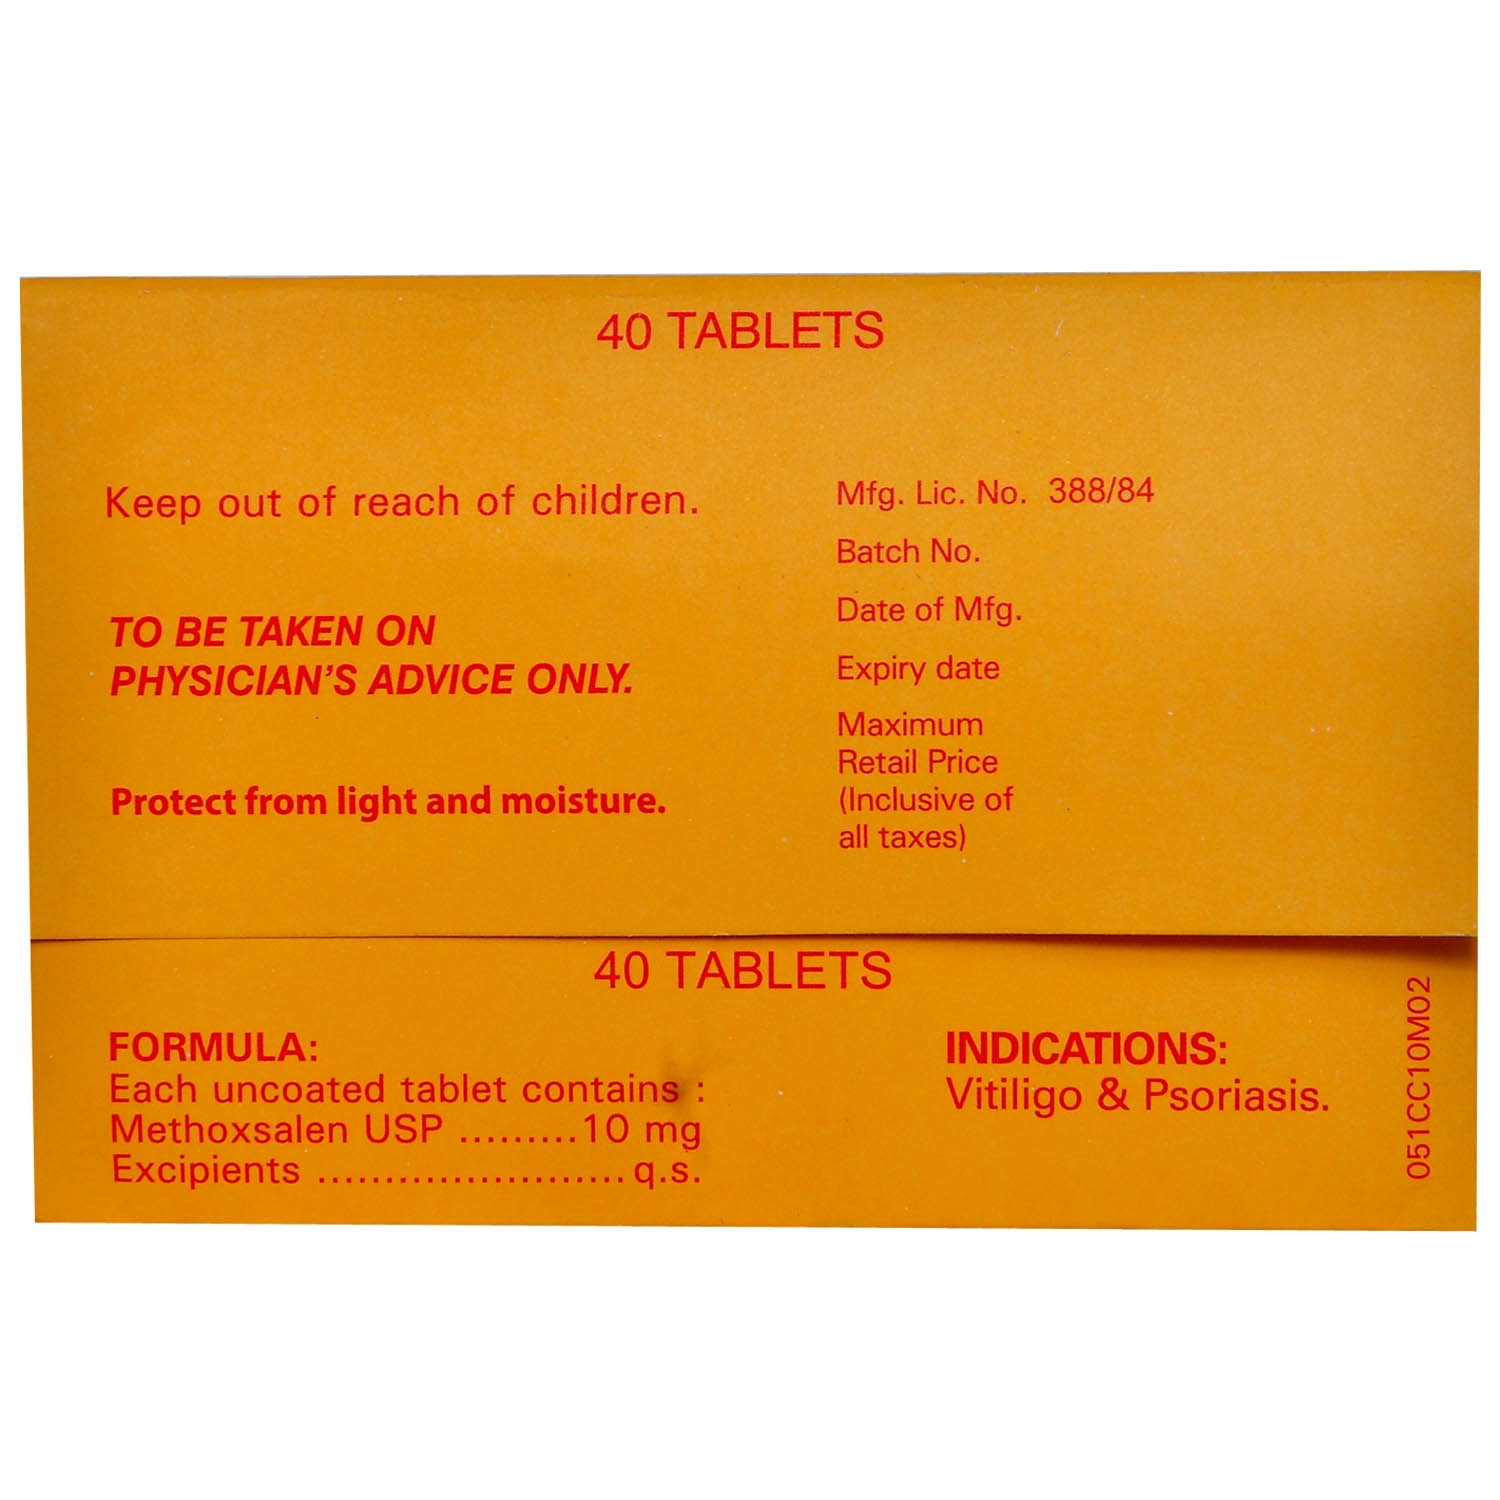 40 TABLETS
Keep out of reach of children.
TO BE TAKEN ON
PHYSICIAN'S ADVICE ONLY.
Protect from light and moisture.
Mfg. Lic. No. 388/84
Batch No.
Date of Mfg.
Expiry date
Maximum
Retail Price
(Inclusive of
all taxes)
40 TABLETS
FORMULA:
Each uncoated tablet contains :
Methoxsalen USP .........10 mg
Excipients ....................... q.s.
INDICATIONS:
Vitiligo & Psoriasis.
051CC10M02